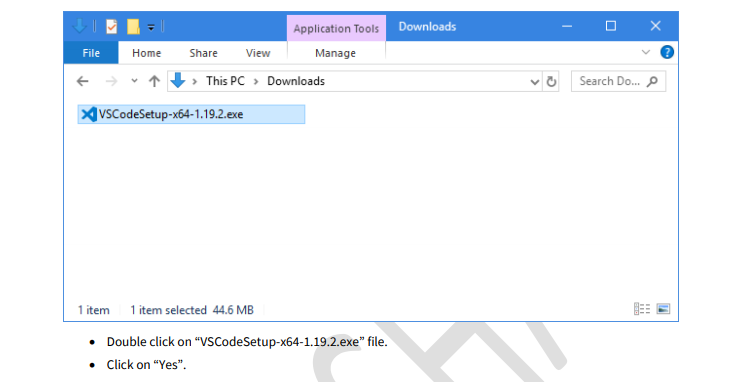 Application Tools Downloads
File Home Share View Manage
This PC > Downloads Search Do...
VSCodeSetup-x64-1.19.2.exe
1 item 1 item selected 44.6 MB
• Double click on “VSCodeSetup-x64-1.19.2.exe” file.
• Click on “Yes”.